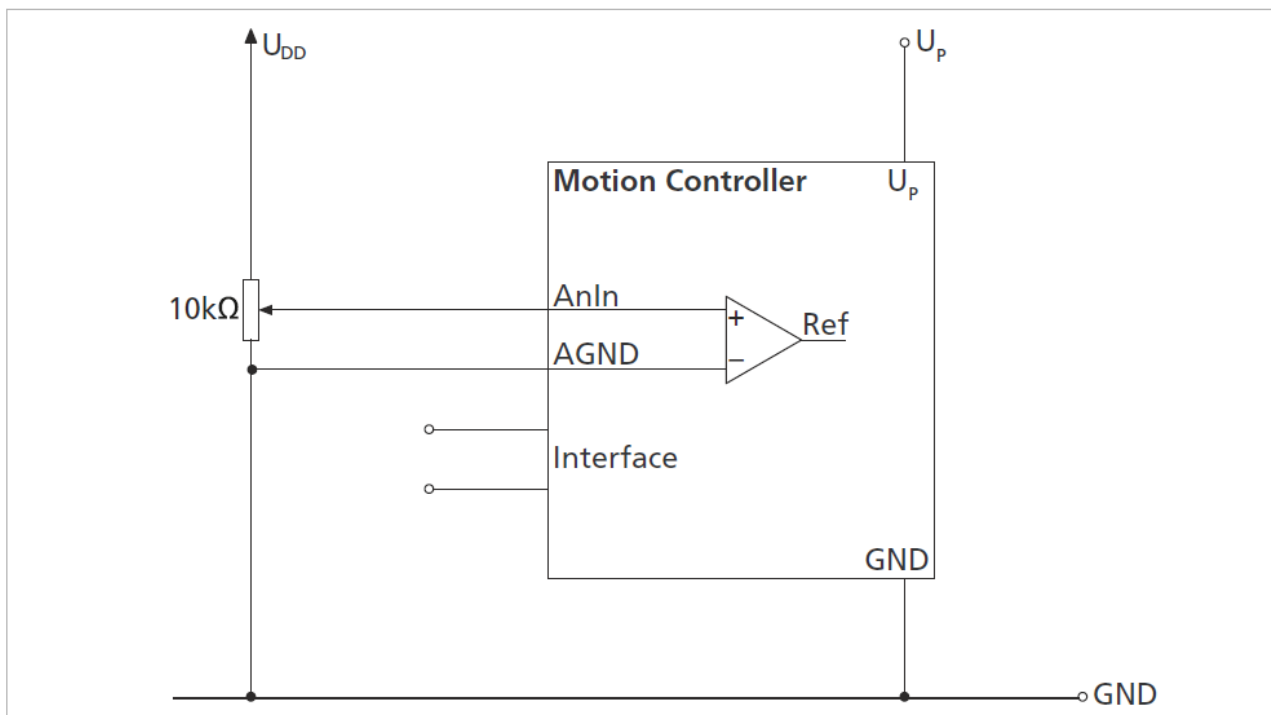 U_DD
U_P
Motion Controller
U_P
10kΩ
AnIn
+
Ref
AGND
−
Interface
GND
GND